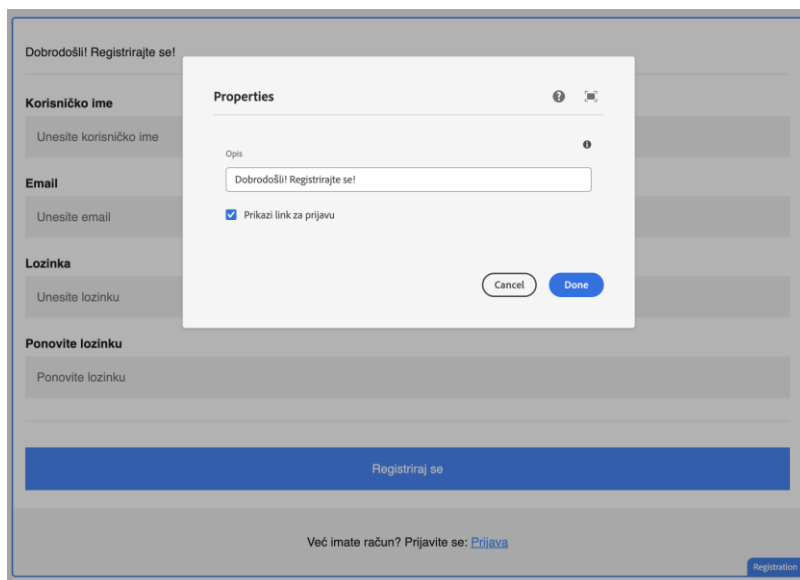 Dobrodošli! Registrirajte se!
Properties
Korisničko ime
Unesite korisničko ime
Opis
Dobrodošli! Registrirajte se!
Email
Unesite email
Prikazi link za prijavu
Lozinka
Unesite lozinku
Cancel Done
Ponovite lozinku
Ponovite lozinku
Registriraj se
Već imate račun? Prijavite se: Prijava
Registration